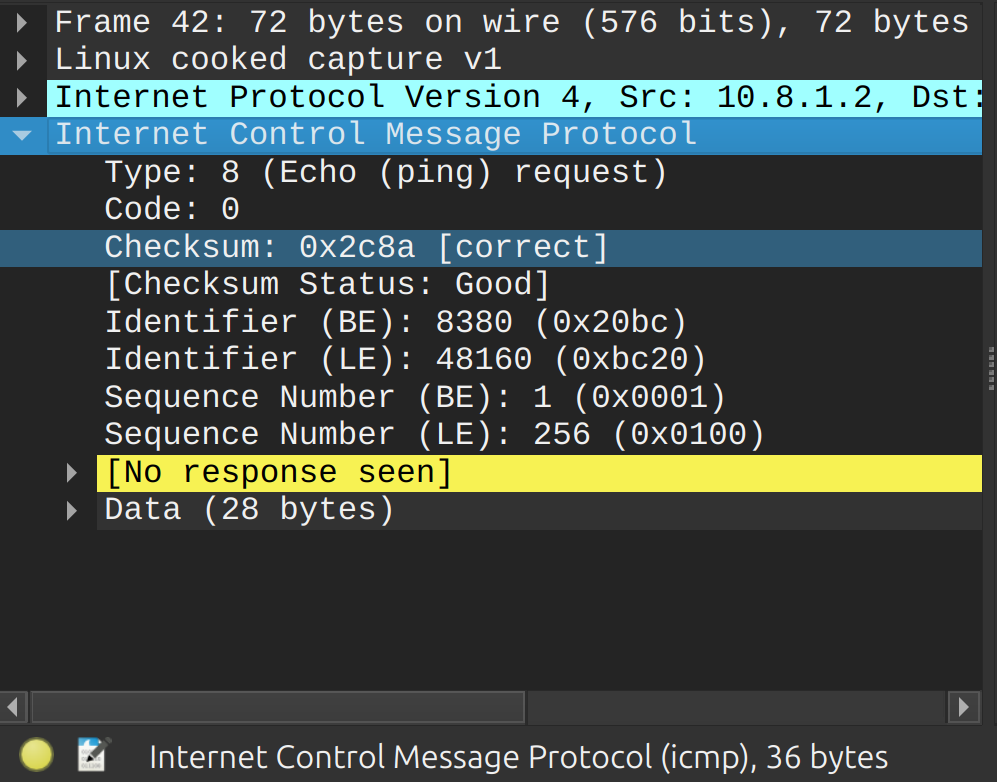 Frame 42: 72 bytes on wire (576 bits), 72 bytes
Linux cooked capture v1
Internet Protocol Version 4, Src: 10.8.1.2, Dst:
Internet Control Message Protocol
Type: 8 (Echo (ping) request)
Code: 0
Checksum: 0x2c8a [correct]
[Checksum Status: Good]
Identifier (BE): 8380 (0x20bc)
Identifier (LE): 48160 (0xbc20)
Sequence Number (BE): 1 (0x0001)
Sequence Number (LE): 256 (0x0100)
[No response seen]
Data (28 bytes)
Internet Control Message Protocol (icmp), 36 bytes